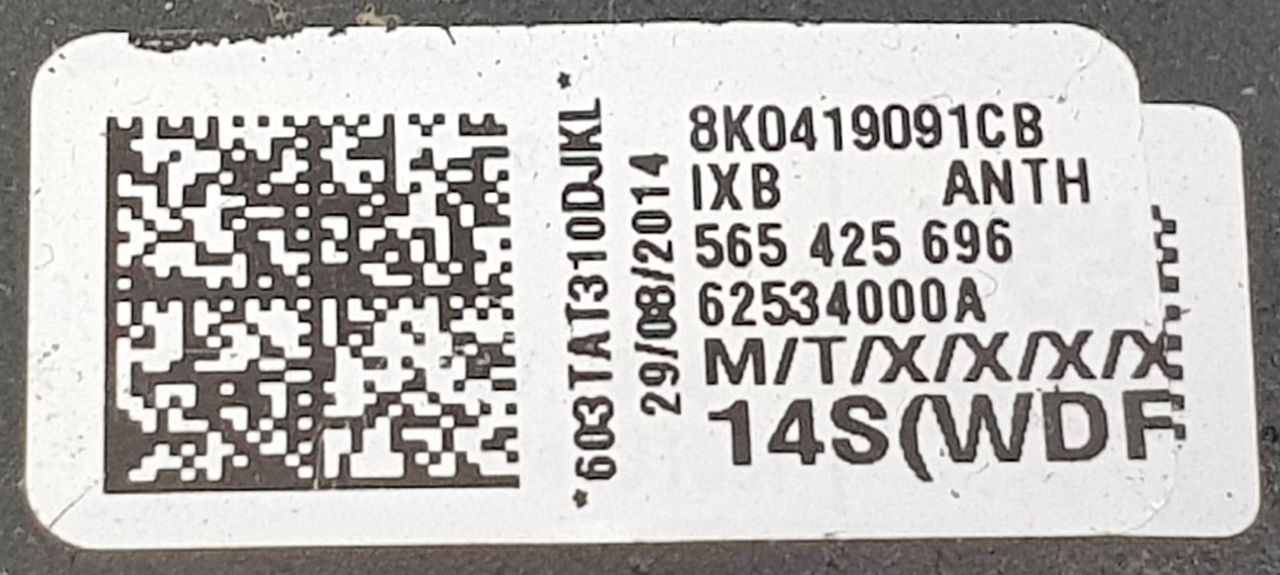 *603TAT310DJKL*
29/08/2014
8K0419091CB
IXB ANTH
565 425 696
62534000A
M/T/X/X/X/X
14S(WDF